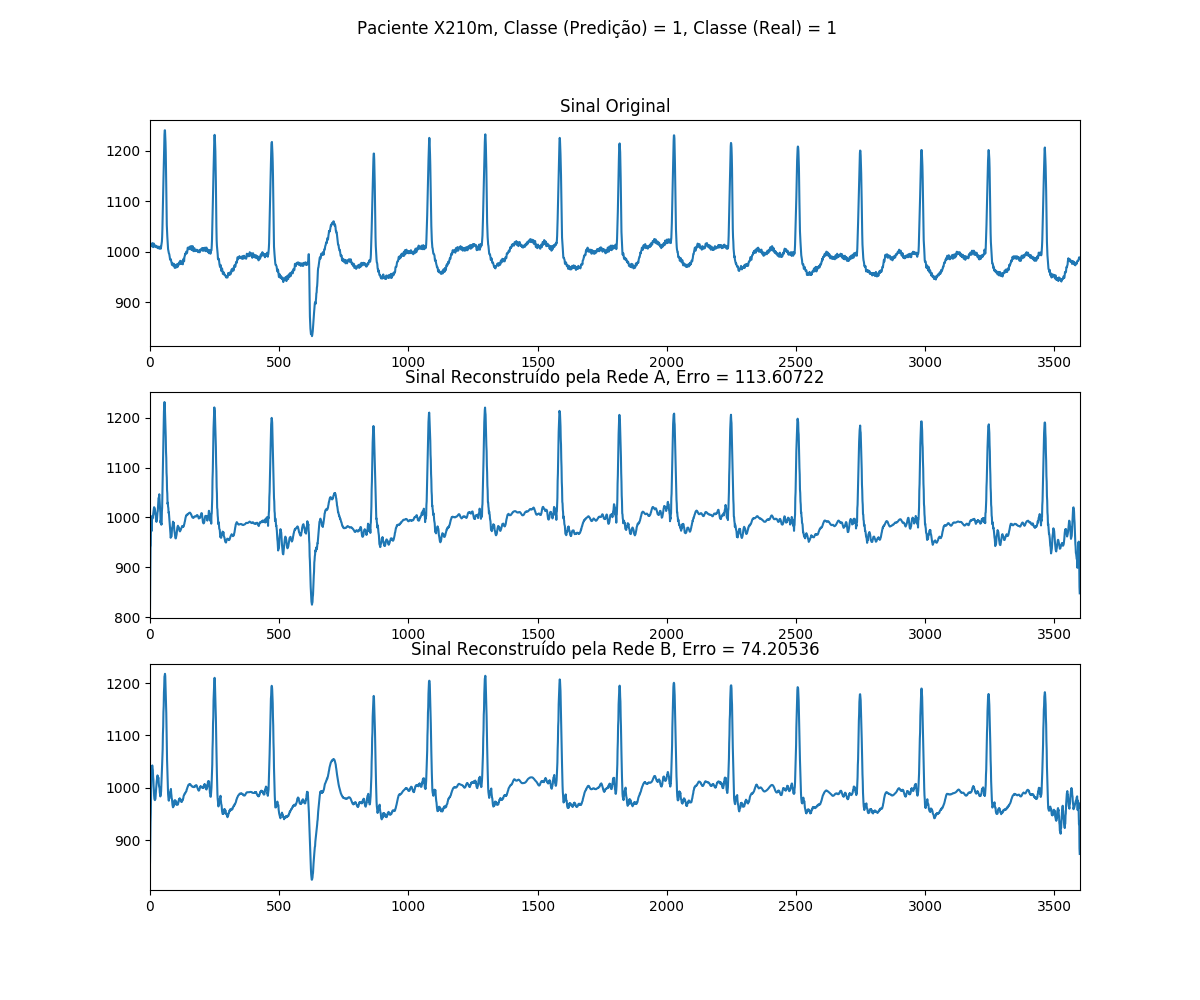 Paciente X210m, Classe (Predição) = 1, Classe (Real) = 1
Sinal Original
1200
1100
1000
900
0 500 1000 1500 2000 2500 3000 3500
Sinal Reconstruído pela Rede A, Erro = 113.60722
1200
1100
1000
900
800
0 500 1000 1500 2000 2500 3000 3500
Sinal Reconstruído pela Rede B, Erro = 74.20536
1200
1100
1000
900
0 500 1000 1500 2000 2500 3000 3500